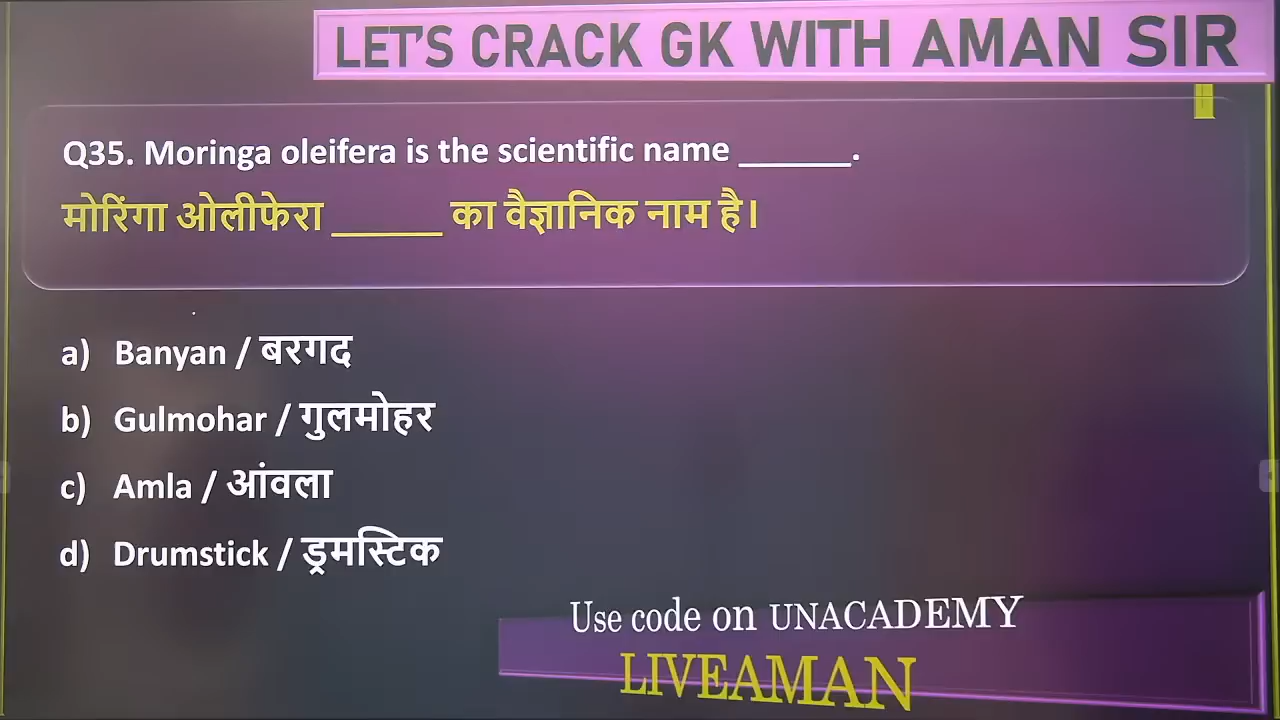 LET'S CRACK GK WITH AMAN SIR
Q35. Moringa oleifera is the scientific name ______.
मोरिंगा ओलीफेरा _____ का वैज्ञानिक नाम है।
a) Banyan / बरगद
b) Gulmohar / गुलमोहर
c) Amla / आंवला
d) Drumstick / ड्रमस्टिक
Use code on UNACADEMY
LIVEAMAN